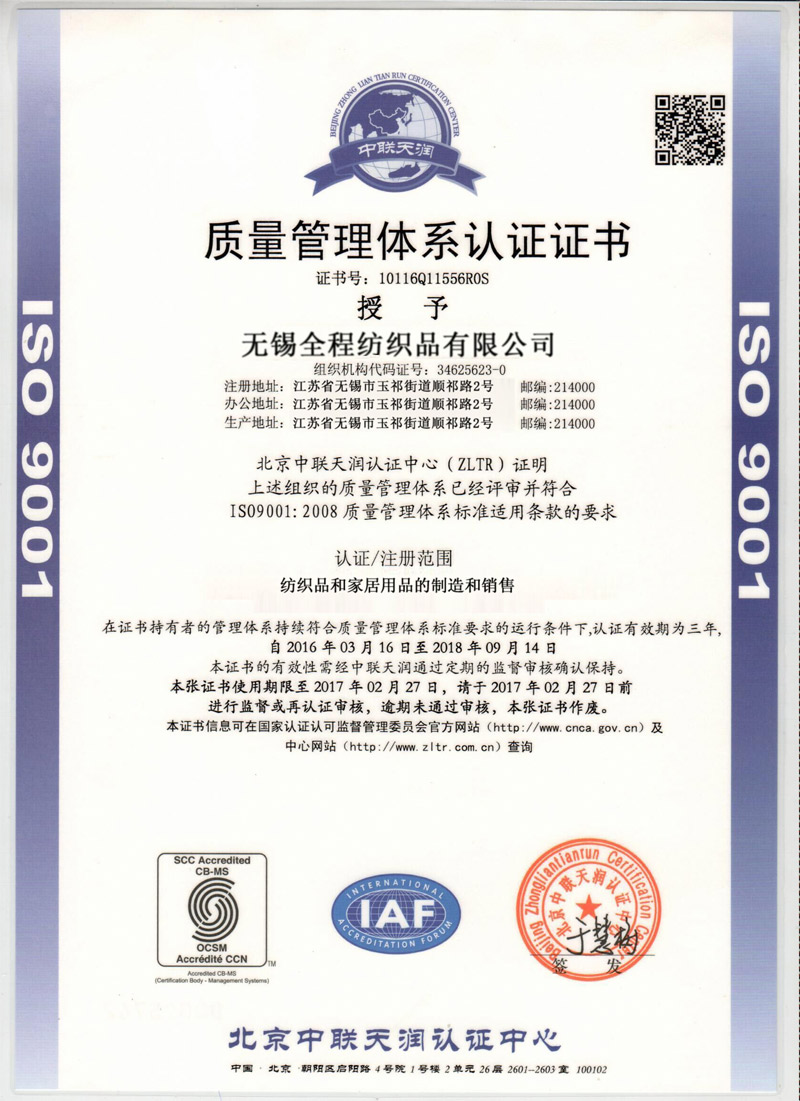 BEIJING ZHONG LIAN TIAN RUN CERTIFICATION CENTER
中联天润
质量管理体系认证证书
证书号：10116Q11556R0S
授 予
无锡全程纺织品有限公司
组织机构代码证号：34625623-0
注册地址：江苏省无锡市玉祁街道顺祁路2号 邮编:214000
办公地址：江苏省无锡市玉祁街道顺祁路2号 邮编:214000
生产地址：江苏省无锡市玉祁街道顺祁路2号 邮编:214000
北京中联天润认证中心（ZLTR）证明
上述组织的质量管理体系已经评审并符合
ISO9001:2008 质量管理体系标准适用条款的要求
认证/注册范围
纺织品和家居用品的制造和销售
在证书持有者的管理体系持续符合质量管理体系标准要求的运行条件下,认证有效期为三年,
自 2016 年 03 月 16 日至 2018 年 09 月 14 日
本证书的有效性需经中联天润通过定期的监督审核确认保持。
本张证书使用期限至 2017 年 02 月 27 日，请于 2017 年 02 月 27 日前
进行监督或再认证审核，逾期未通过审核，本张证书作废。
本证书信息可在国家认证认可监督管理委员会官方网站（http://www.cnca.gov.cn）及
中心网站（http://www.zltr.com.cn）查询
ISO 9001
ISO 9001
SCC Accredited
CB-MS
OCSM
Accrédité CCN
TM
Accredited CB-MS
(Certification Body - Management Systems)
INTERNATIONAL
IAF
ACCREDITATION FORUM
Beijing Zhongliantianrun Certification
北京中联天润认证中
签 发
北京中联天润认证中心
中国 · 北京 · 朝阳区启阳路 4 号院 1 号楼 2 单元 26 层 2601--2603 室 100102